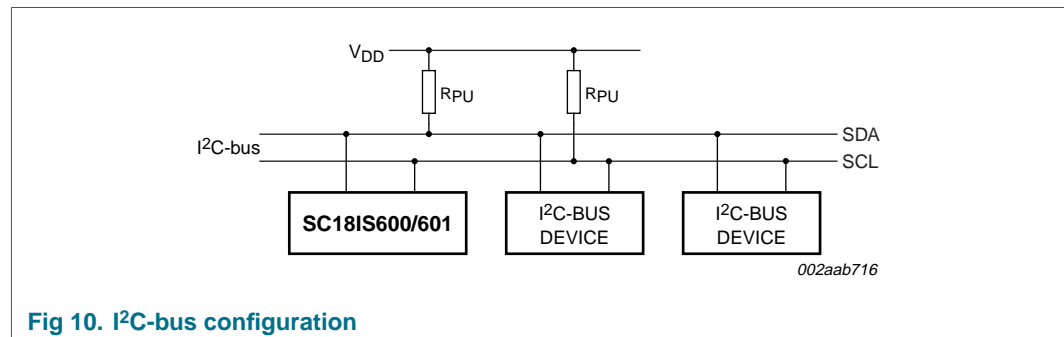 VDD
RPU RPU
SDA
I2C-bus
SCL
SC18IS600/601
I2C-BUS
DEVICE
I2C-BUS
DEVICE
002aab716
Fig 10. I2C-bus configuration